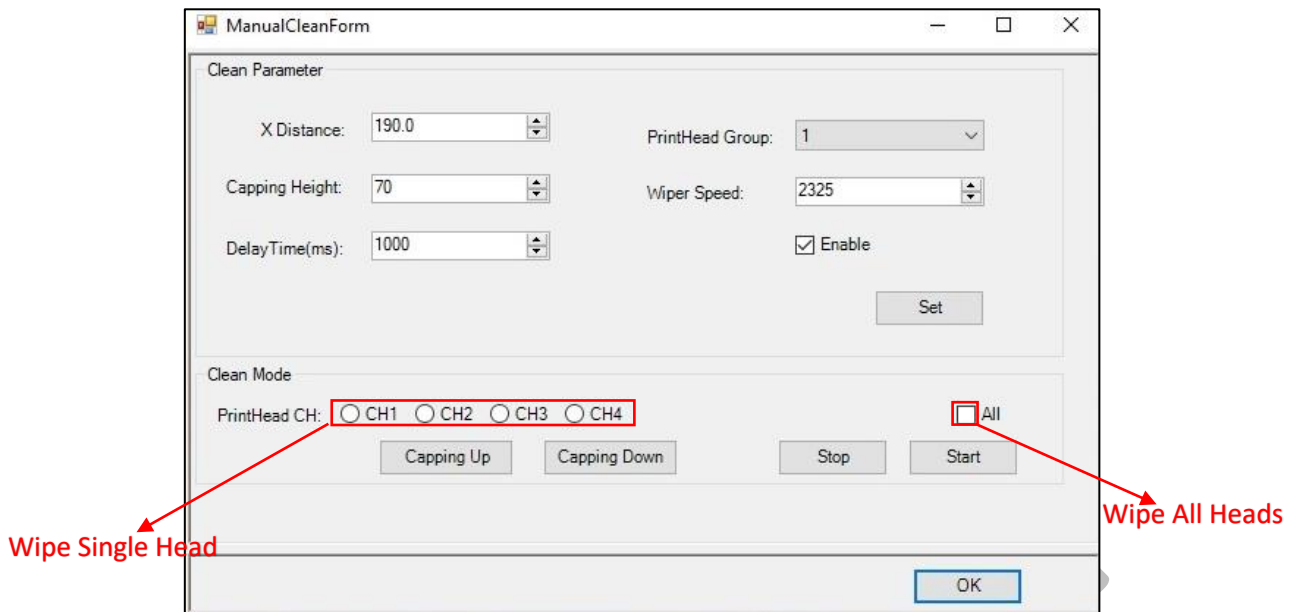 ManualCleanForm
Clean Parameter
X Distance: 190.0
PrintHead Group: 1
Capping Height: 70
Wiper Speed: 2325
DelayTime(ms): 1000
Enable
Set
Clean Mode
PrintHead CH: CH1 CH2 CH3 CH4 All
Capping Up Capping Down Stop Start
Wipe All Heads
Wipe Single Head
OK